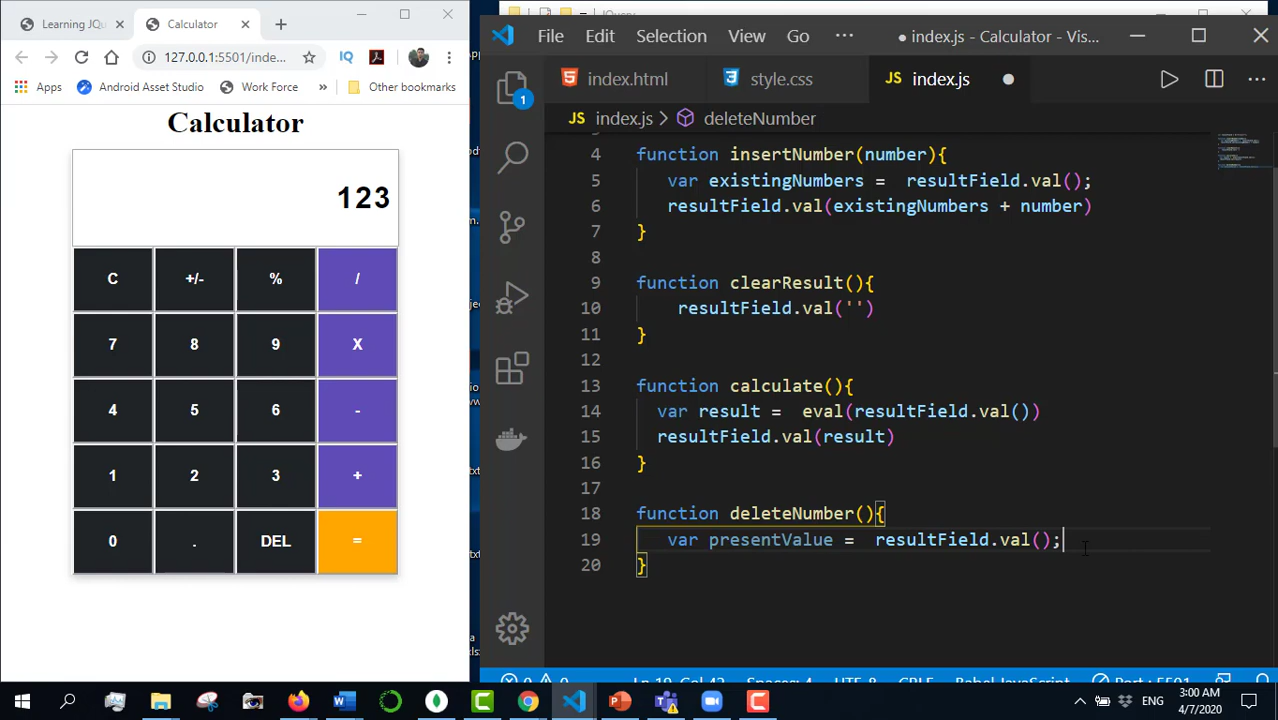 Learning JQu
Calculator
127.0.0.1:5501/inde...
Apps
Android Asset Studio
Work Force
»
Other bookmarks
Calculator
123
C +/- % /
7 8 9 X
4 5 6 -
1 2 3 +
0 . DEL =
File Edit Selection View Go ···
● index.js - Calculator - Vis...
index.html
style.css
JS index.js
JS index.js > deleteNumber
1
4 function insertNumber(number){
5 var existingNumbers = resultField.val();
6 resultField.val(existingNumbers + number)
7 }
8
9 function clearResult(){
10 resultField.val('')
11 }
12
13 function calculate(){
14 var result = eval(resultField.val())
15 resultField.val(result)
16 }
17
18 function deleteNumber(){
19 var presentValue = resultField.val();
20 }
ENG
3:00 AM
4/7/2020